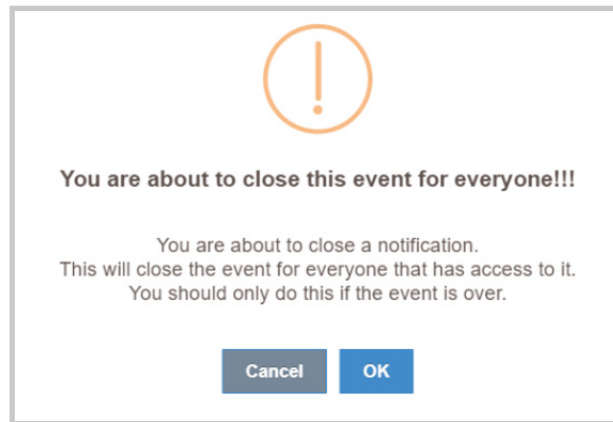 You are about to close this event for everyone!!!
You are about to close a notification.
This will close the event for everyone that has access to it.
You should only do this if the event is over.
Cancel OK